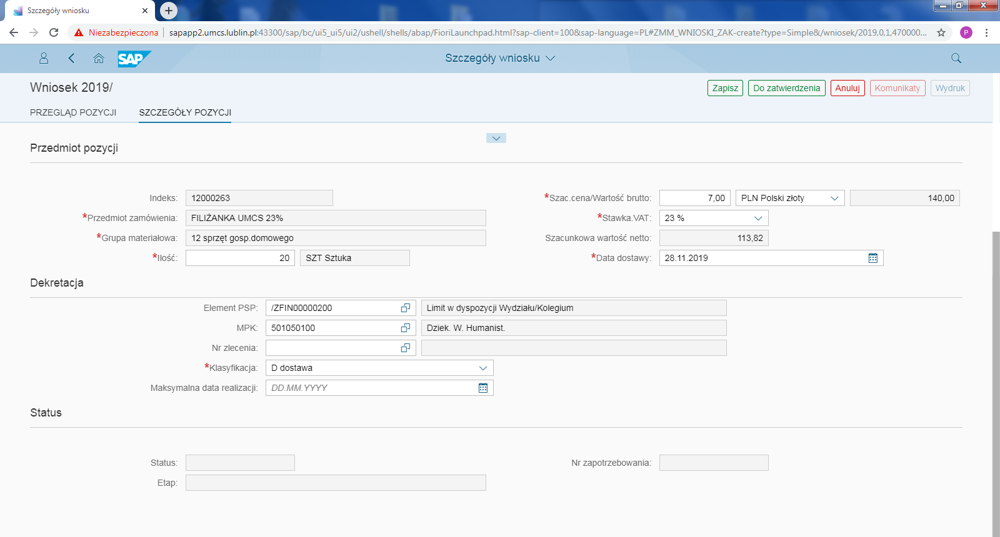 Szczegóły wniosku
Niezabezpieczona
sapapp2.umcs.lublin.pl:43300/sap/bc/ui5_ui5/ui2/ushell/shells/abap/FioriLaunchpad.html?sap-client=100&sap-language=PL#ZMM_WNIOSKI_ZAK-create?type=Simple&/wniosek/2019,0,1,470000...
P
SAP
Szczegóły wniosku
Wniosek 2019/
Zapisz
Do zatwierdzenia
Anuluj
Komunikaty
Wydruk
PRZEGLĄD POZYCJI
SZCZEGÓŁY POZYCJI
Przedmiot pozycji
Indeks: 12000263
*Szac.cena/Wartość brutto: 7,00 PLN Polski złoty 140,00
*Przedmiot zamówienia: FILIŻANKA UMCS 23%
*Stawka.VAT: 23 %
*Grupa materiałowa: 12 sprzęt gosp.domowego
Szacunkowa wartość netto: 113,82
*Ilość: 20 SZT Sztuka
*Data dostawy: 28.11.2019
Dekretacja
Element PSP: /ZFIN00000200 Limit w dyspozycji Wydziału/Kolegium
MPK: 501050100 Dziek. W. Humanist.
Nr zlecenia:
*Klasyfikacja: D dostawa
Maksymalna data realizacji: DD.MM.YYYY
Status
Status:
Nr zapotrzebowania:
Etap: